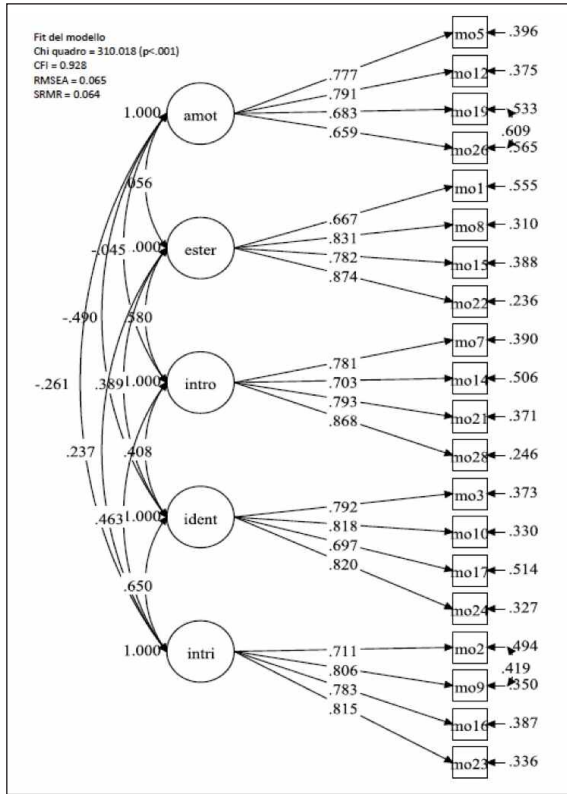 Fit del modello
Chi quadro = 310.018 (p<.001)
CFI = 0.928
RMSEA = 0.065
SRMR = 0.064
mo5 .396
.777
mo12 .375
.791
1.000 amot
.683
mo19 .533
.609
.659
mo26 .565
.056
mo1 .555
.667
mo8 .310
-.045 .000 ester
.831
.782
mo15 .388
.874
mo22 .236
-.490 .580
mo7 .390
.781
-.261 .389 1.000 intro
.703
mo14 .506
.793
mo21 .371
.868
.237 .408
mo28 .246
mo3 .373
.792
.463 1.000 ident
.818
mo10 .330
.697
mo17 .514
.820
.650
mo24 .327
1.000 intri
.711
mo2 .494
.419
.806
mo9 .350
.783
mo16 .387
.815
mo23 .336